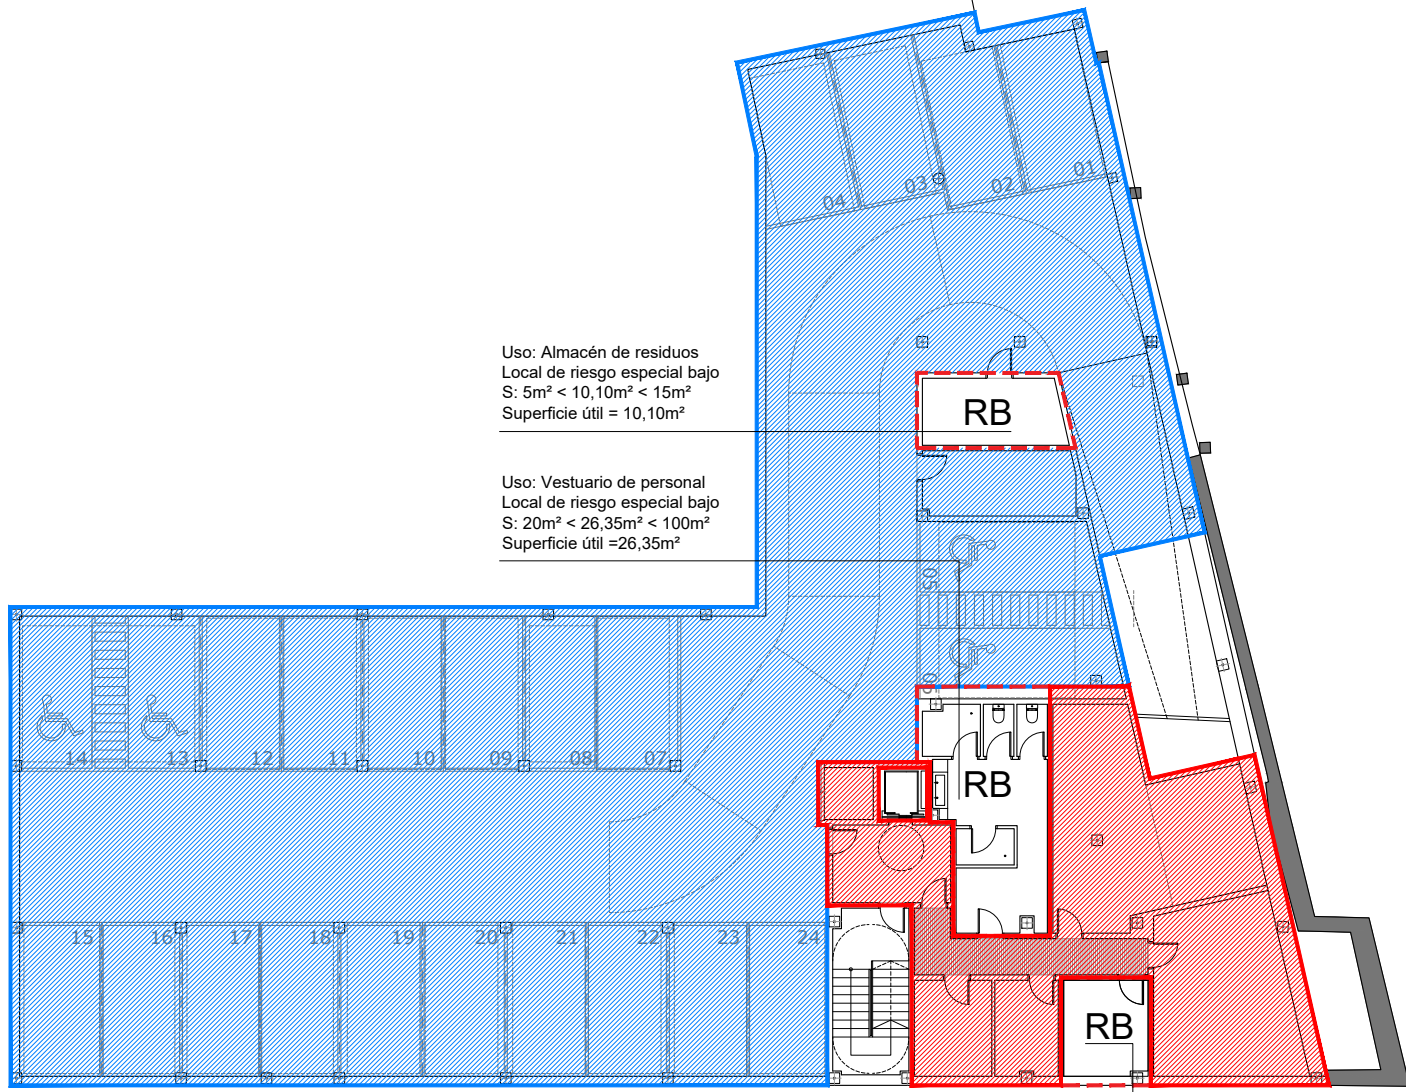 04
03
02
01
Uso: Almacén de residuos
Local de riesgo especial bajo
S: 5m² < 10,10m² < 15m²
Superficie útil = 10,10m²
RB
Uso: Vestuario de personal
Local de riesgo especial bajo
S: 20m² < 26,35m² < 100m²
Superficie útil =26,35m²
05
06
14
13
12
11
10
09
08
07
RB
15
16
17
18
19
20
21
22
23
24
RB